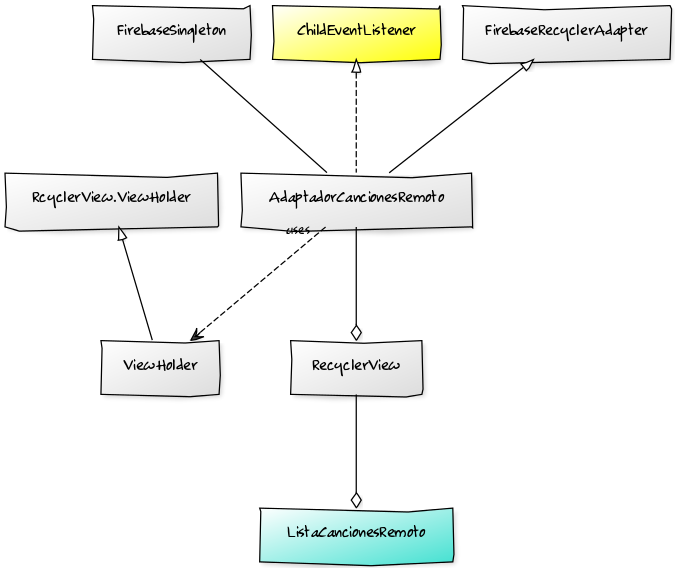 FirebaseSingleton
ChildEventListener
FirebaseRecyclerAdapter
RcyclerView.ViewHolder
AdaptadorCancionesRemoto
uses
ViewHolder
RecyclerView
ListaCancionesRemoto